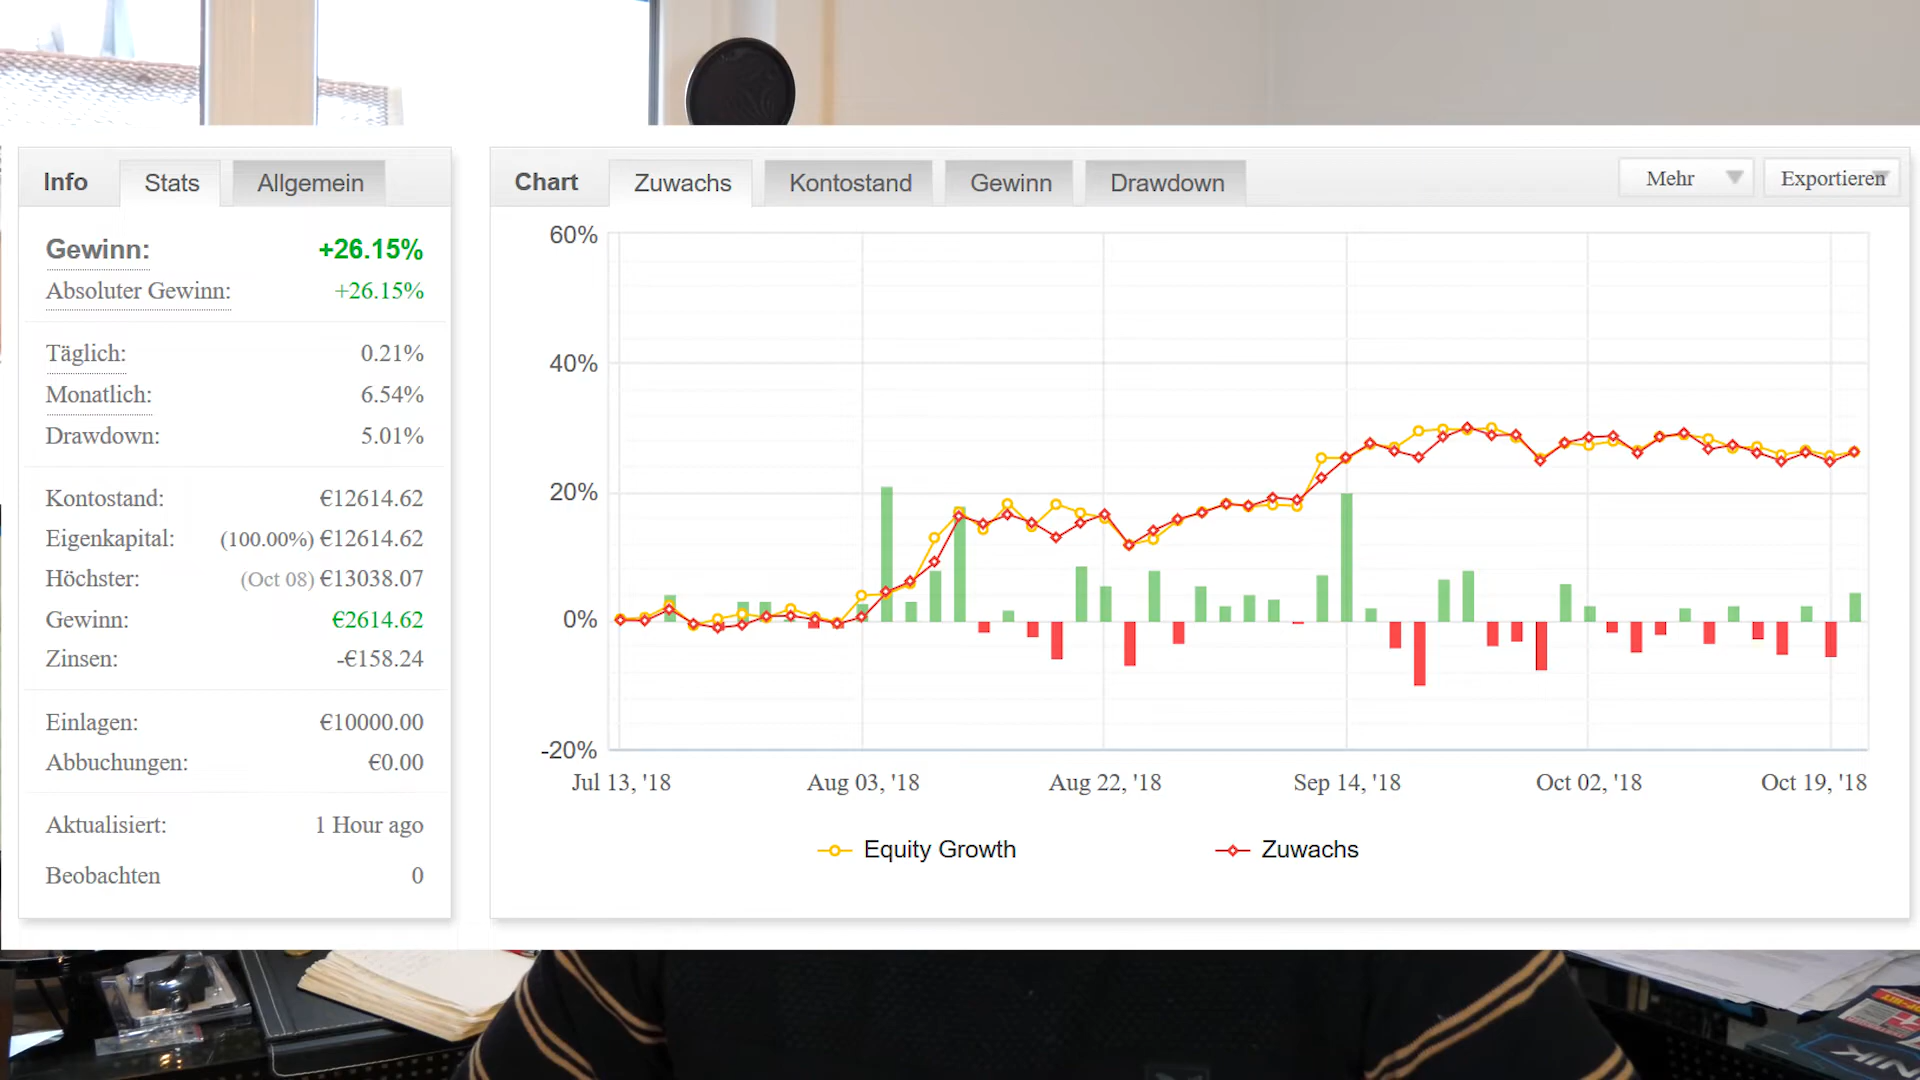 Info Stats Allgemein
Gewinn: +26.15%
Absoluter Gewinn: +26.15%
Täglich: 0.21%
Monatlich: 6.54%
Drawdown: 5.01%
Kontostand: €12614.62
Eigenkapital: (100.00%) €12614.62
Höchster: (Oct 08) €13038.07
Gewinn: €2614.62
Zinsen: -€158.24
Einlagen: €10000.00
Abbuchungen: €0.00
Aktualisiert: 1 Hour ago
Beobachten 0
Chart Zuwachs Kontostand Gewinn Drawdown Mehr Exportieren
60%
40%
20%
0%
-20%
Jul 13, '18 Aug 03, '18 Aug 22, '18 Sep 14, '18 Oct 02, '18 Oct 19, '18
Equity Growth Zuwachs